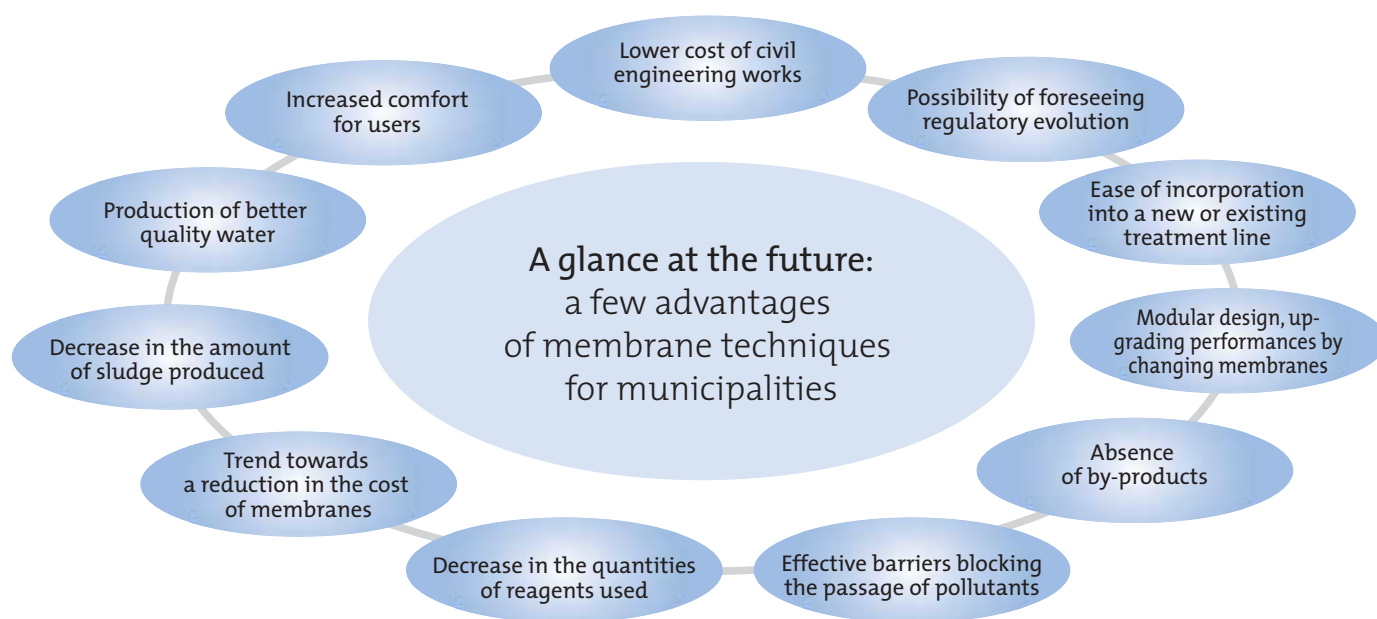 Lower cost of civil
engineering works
Possibility of foreseeing
regulatory evolution
Ease of incorporation
into a new or existing
treatment line
Modular design, up-
grading performances by
changing membranes
Absence
of by-products
Effective barriers blocking
the passage of pollutants
Decrease in the quantities
of reagents used
Trend towards
a reduction in the cost
of membranes
Decrease in the amount
of sludge produced
Production of better
quality water
Increased comfort
for users
A glance at the future:
a few advantages
of membrane techniques
for municipalities